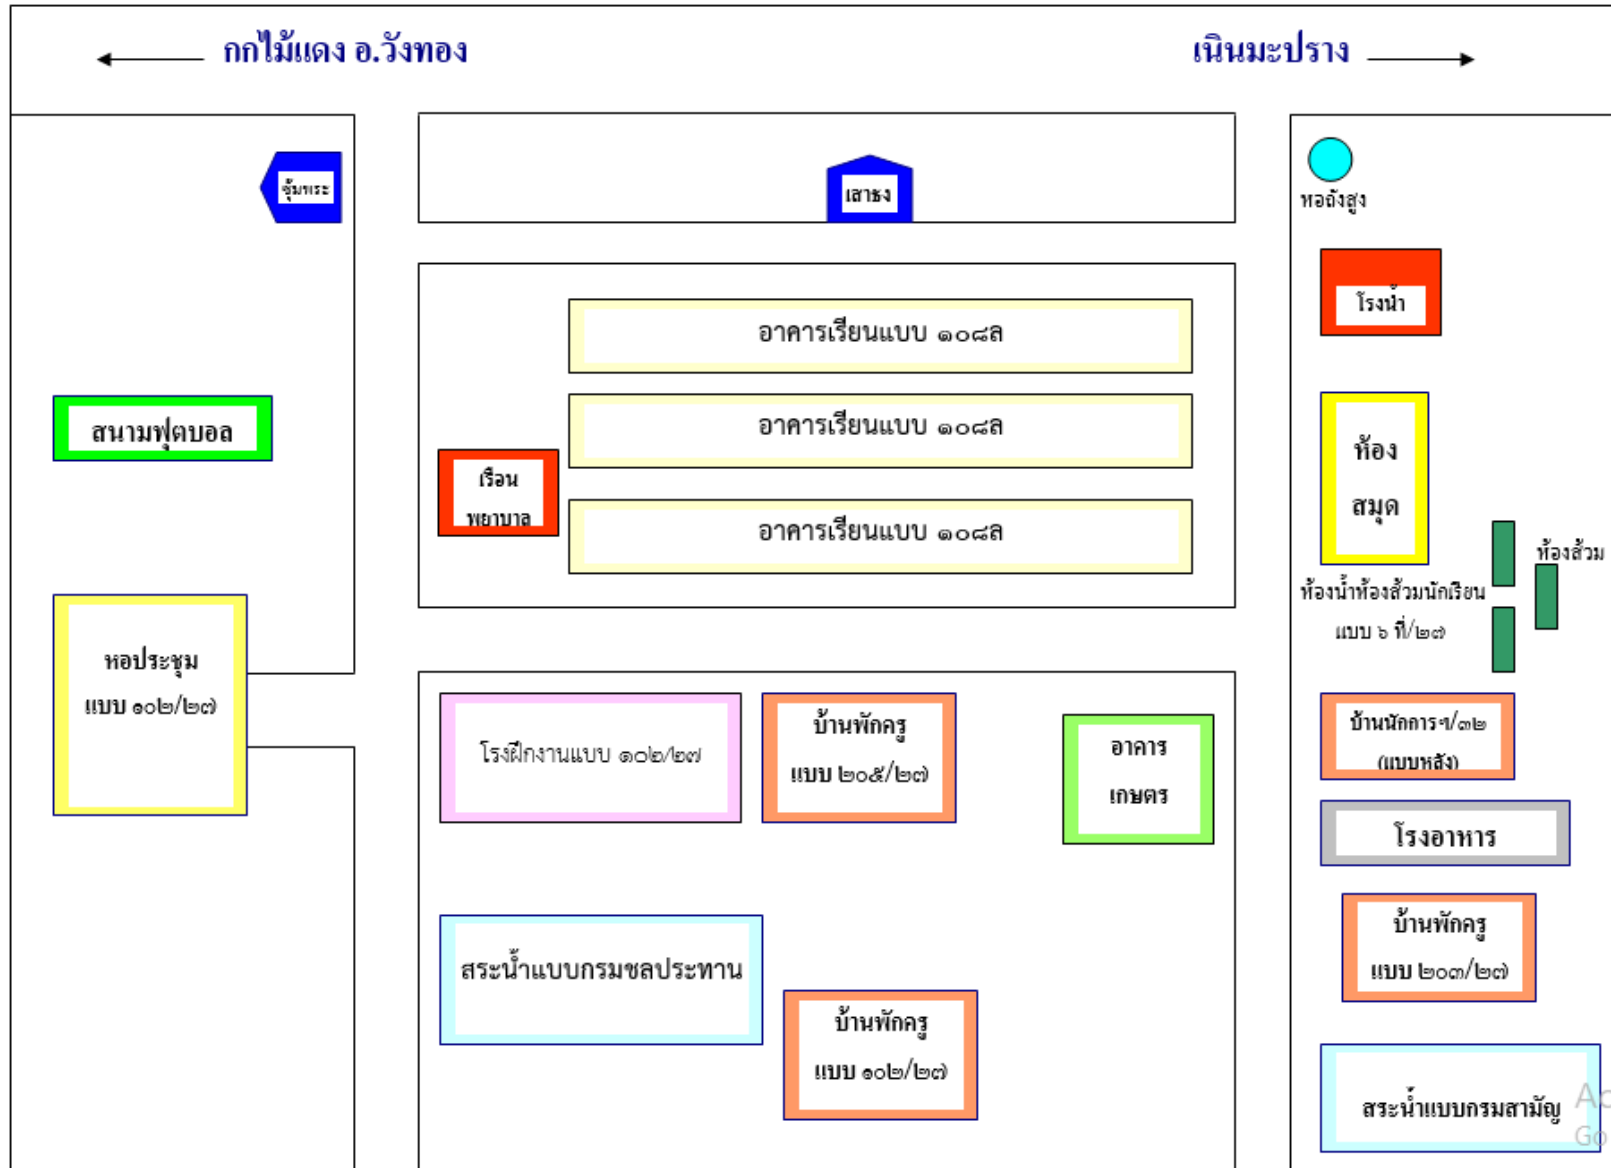 กกไม้แดง อ.วังทอง
เนินมะปราง
ซุ้มพระ
เสาธง
หอถังสูง
โรงน้ำ
อาคารเรียนแบบ ๑๐๘ล
อาคารเรียนแบบ ๑๐๘ล
อาคารเรียนแบบ ๑๐๘ล
สนามฟุตบอล
เรือน
พยาบาล
ห้อง
สมุด
ห้องส้วม
ห้องน้ำห้องส้วมนักเรียน
แบบ ๖ ที่/๒๗
หอประชุม
แบบ ๑๐๒/๒๗
โรงฝึกงานแบบ ๑๐๒/๒๗
บ้านพักครู
แบบ ๒๐๕/๒๗
อาคาร
เกษตร
บ้านนักการฯ/๓๒
(แบบหลัง)
โรงอาหาร
สระน้ำแบบกรมชลประทาน
บ้านพักครู
แบบ ๒๐๓/๒๗
บ้านพักครู
แบบ ๑๐๒/๒๗
สระน้ำแบบกรมสามัญ
Go